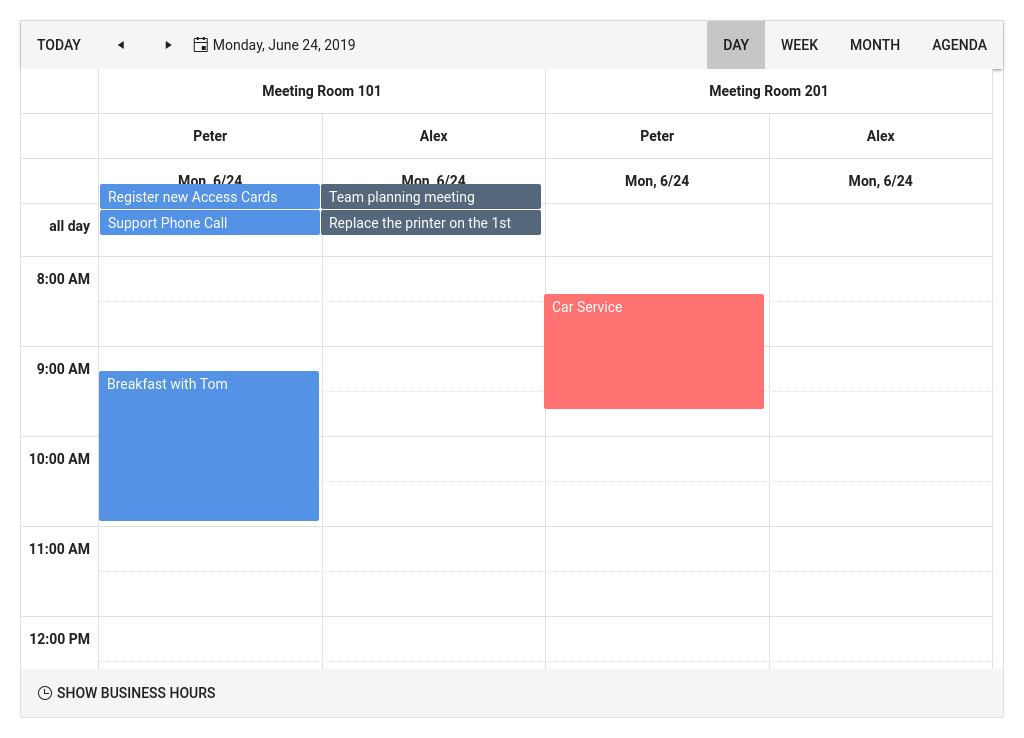 TODAY
Monday, June 24, 2019
DAY
WEEK
MONTH
AGENDA
Meeting Room 101
Meeting Room 201
Peter
Alex
Peter
Alex
Mon, 6/24
Mon, 6/24
Mon, 6/24
Mon, 6/24
Register new Access Cards
Team planning meeting
all day
Support Phone Call
Replace the printer on the 1st
8:00 AM
Car Service
9:00 AM
Breakfast with Tom
10:00 AM
11:00 AM
12:00 PM
SHOW BUSINESS HOURS